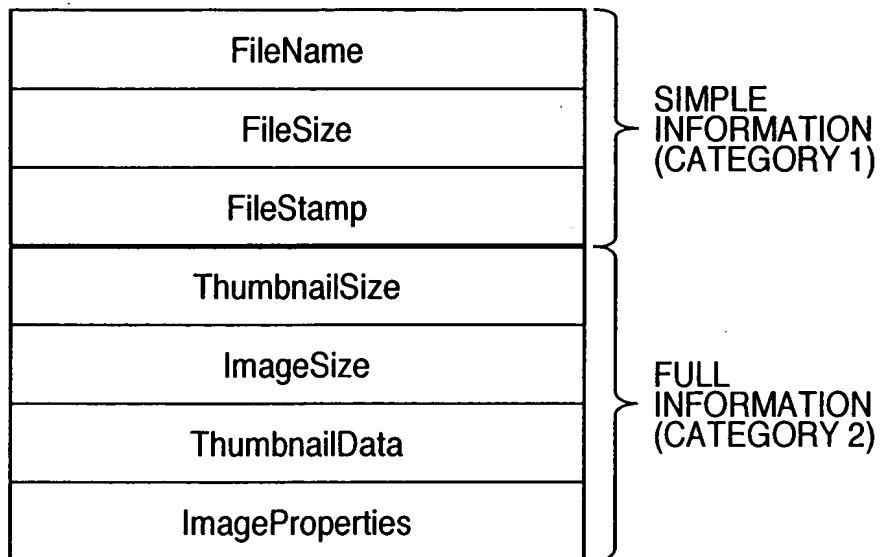 FileName
FileSize
FileStamp
SIMPLE
INFORMATION
(CATEGORY 1)
ThumbnailSize
ImageSize
ThumbnailData
ImageProperties
FULL
INFORMATION
(CATEGORY 2)